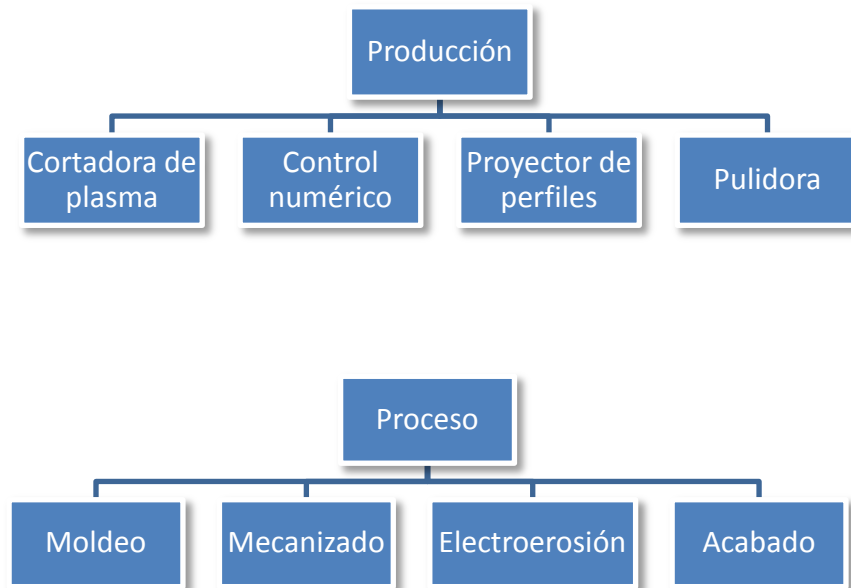 Producción
Cortadora de
plasma
Control
numérico
Proyector de
perfiles
Pulidora
Proceso
Moldeo
Mecanizado
Electroerosión
Acabado